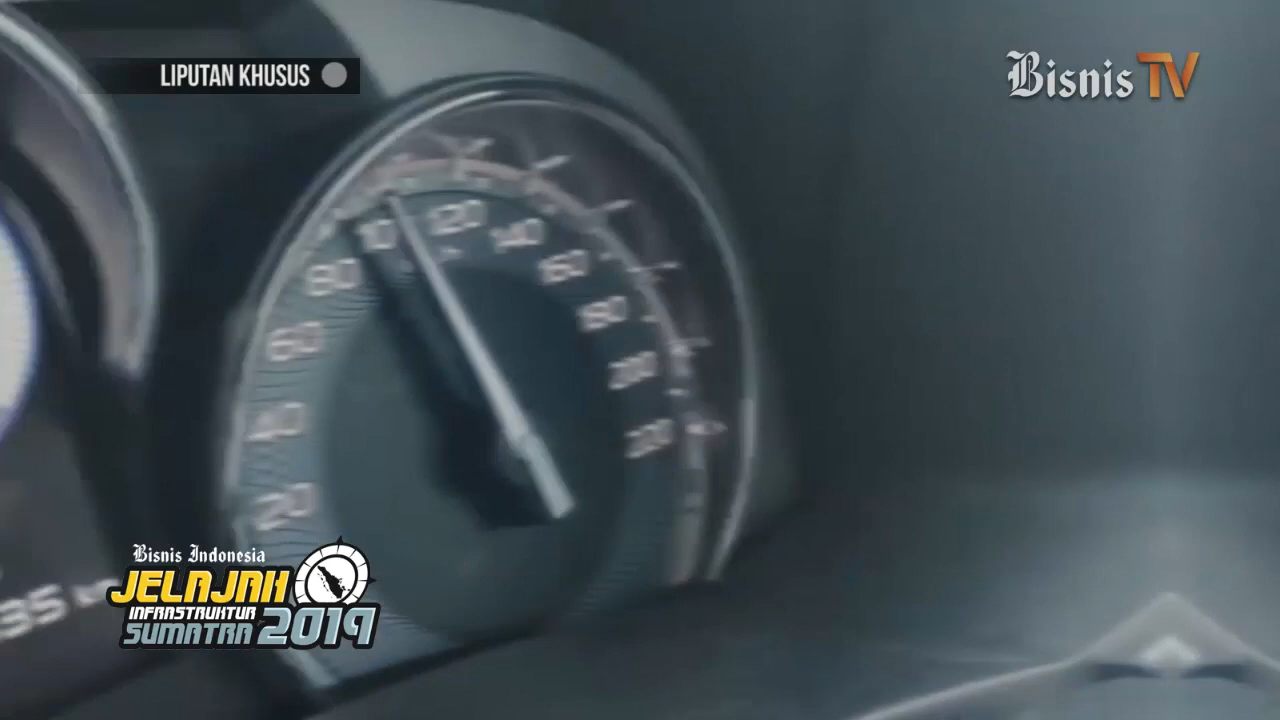 LIPUTAN KHUSUS
Bisnis TV
120
140
160
80
180
60
200
40
220
20
Bisnis Indonesia
JELAJAH
INFRASTRUKTUR
SUMATRA 2019